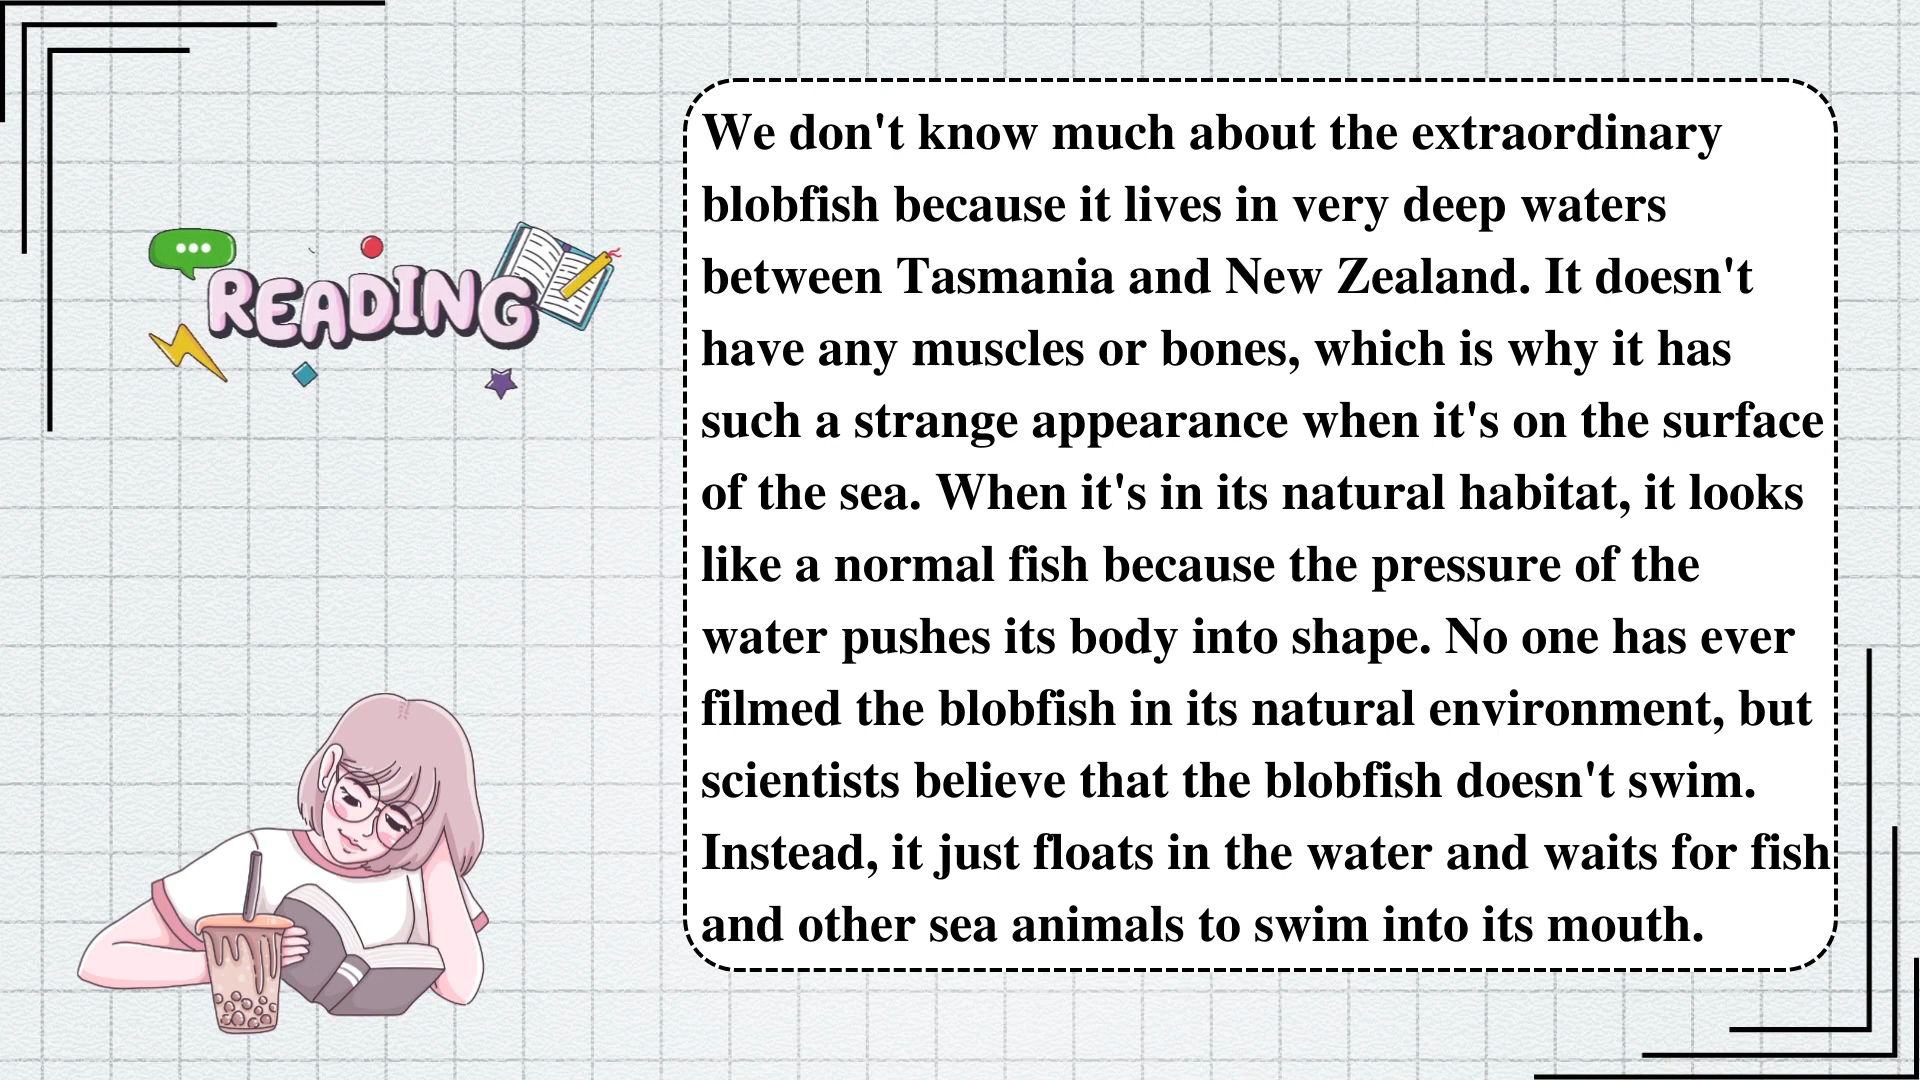 READING
We don't know much about the extraordinary
blobfish because it lives in very deep waters
between Tasmania and New Zealand. It doesn't
have any muscles or bones, which is why it has
such a strange appearance when it's on the surface
of the sea. When it's in its natural habitat, it looks
like a normal fish because the pressure of the
water pushes its body into shape. No one has ever
filmed the blobfish in its natural environment, but
scientists believe that the blobfish doesn't swim.
Instead, it just floats in the water and waits for fish
and other sea animals to swim into its mouth.